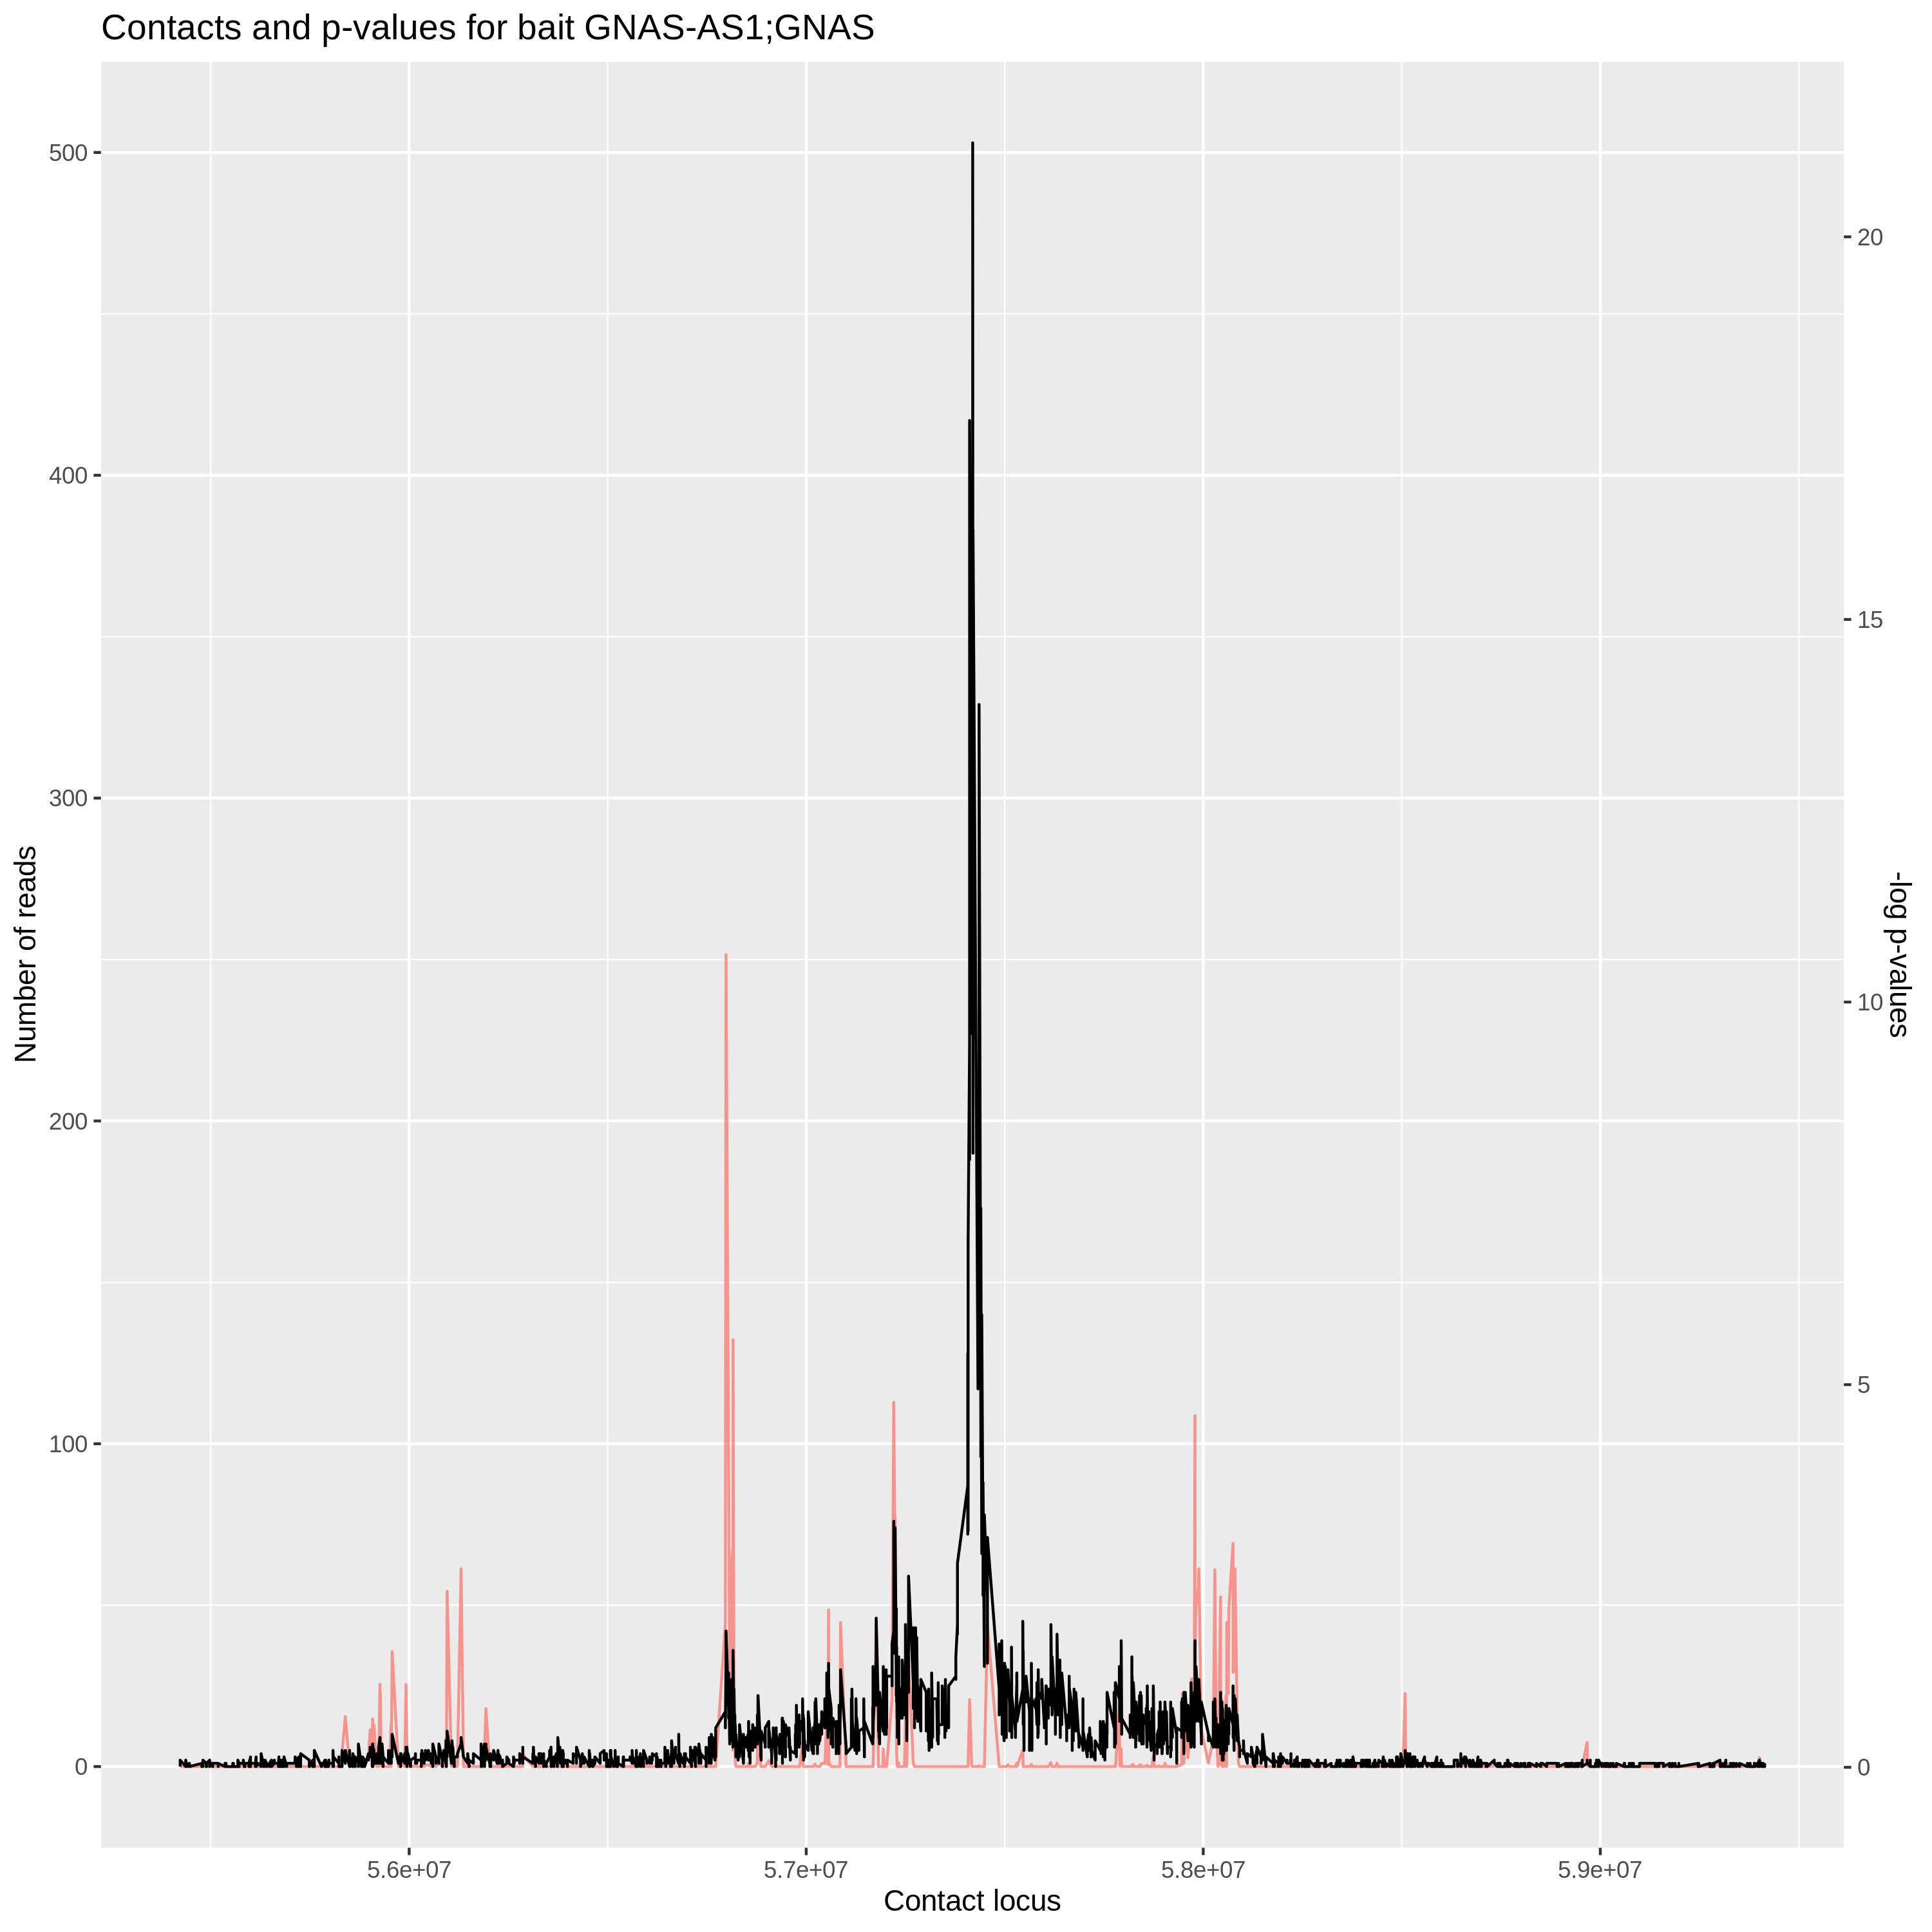 Contacts and p-values for bait GNAS-AS1;GNAS
500
400
300
200
100
0
Number of reads
20
15
10
5
0
-log p-values
5.6e+07
5.7e+07
5.8e+07
5.9e+07
Contact locus